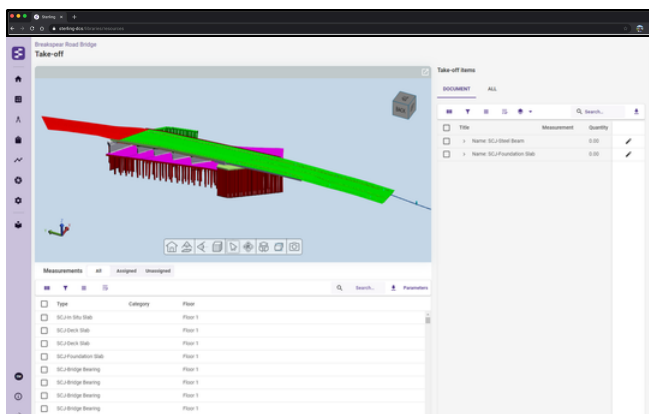 Sterling
sterling-dcs/libraries/resources
Breakspear Road Bridge
Take-off
Take-off items
DOCUMENT ALL
Search...
Title Measurement Quantity
Name: SCJ-Steel Beam 0.00
Name: SCJ-Foundation Slab 0.00
BACK
Measurements All Assigned Unassigned
Search... Parameters
Type Category Floor
SCJ-In Situ Slab Floor 1
SCJ-Deck Slab Floor 1
SCJ-Deck Slab Floor 1
SCJ-Foundation Slab Floor 1
SCJ-Bridge Bearing Floor 1
SCJ-Bridge Bearing Floor 1
SCJ-Bridge Bearing Floor 1
SCJ-Bridge Bearing Floor 1